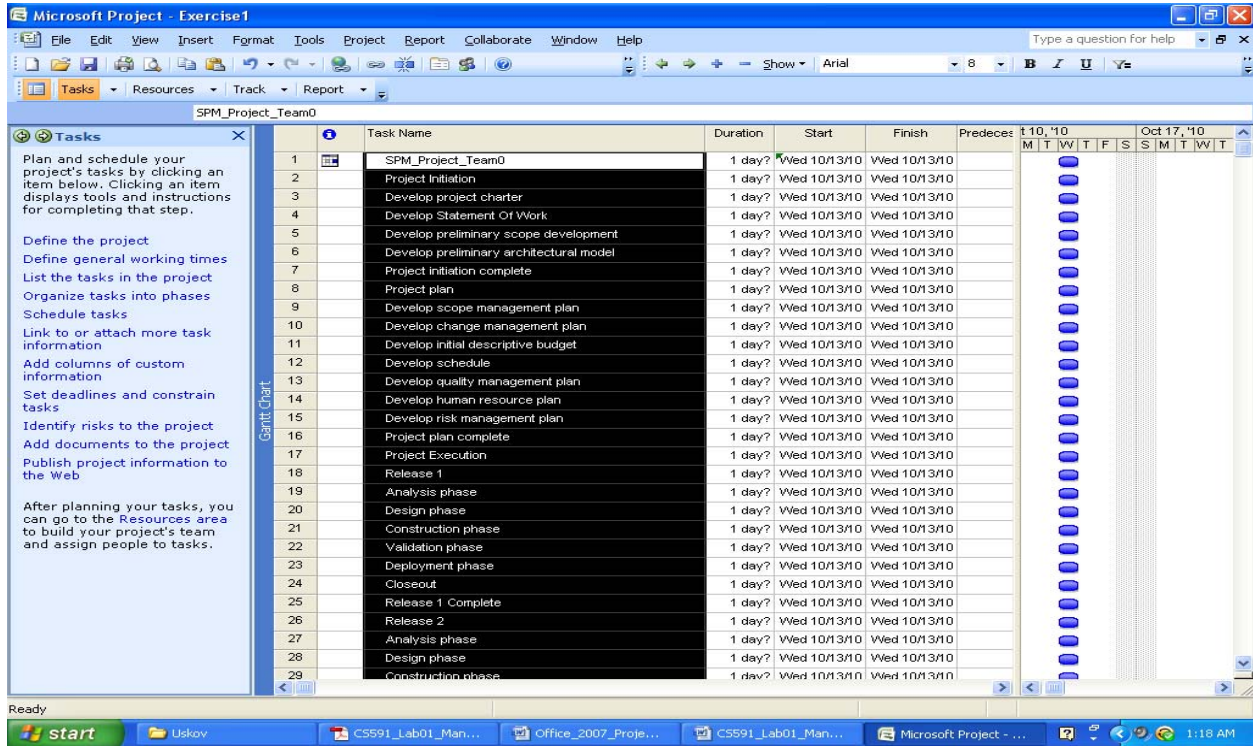 Microsoft Project - Exercise1
File Edit View Insert Format Tools Project Report Collaborate Window Help Type a question for help
Show Arial 8 B I U
Tasks Resources Track Report
SPM_Project_Team0
Tasks
Plan and schedule your
project's tasks by clicking an
item below. Clicking an item
displays tools and instructions
for completing that step.
Define the project
Define general working times
List the tasks in the project
Organize tasks into phases
Schedule tasks
Link to or attach more task
information
Add columns of custom
information
Set deadlines and constrain
tasks
Identify risks to the project
Add documents to the project
Publish project information to
the Web
After planning your tasks, you
can go to the Resources area
to build your project's team
and assign people to tasks.
Gantt Chart
Task Name Duration Start Finish Predeces t 10, '10 Oct 17, '10
M T W T F S S M T W T
1 SPM_Project_Team0 1 day? Wed 10/13/10 Wed 10/13/10
2 Project Initiation 1 day? Wed 10/13/10 Wed 10/13/10
3 Develop project charter 1 day? Wed 10/13/10 Wed 10/13/10
4 Develop Statement Of Work 1 day? Wed 10/13/10 Wed 10/13/10
5 Develop preliminary scope development 1 day? Wed 10/13/10 Wed 10/13/10
6 Develop preliminary architectural model 1 day? Wed 10/13/10 Wed 10/13/10
7 Project initiation complete 1 day? Wed 10/13/10 Wed 10/13/10
8 Project plan 1 day? Wed 10/13/10 Wed 10/13/10
9 Develop scope management plan 1 day? Wed 10/13/10 Wed 10/13/10
10 Develop change management plan 1 day? Wed 10/13/10 Wed 10/13/10
11 Develop initial descriptive budget 1 day? Wed 10/13/10 Wed 10/13/10
12 Develop schedule 1 day? Wed 10/13/10 Wed 10/13/10
13 Develop quality management plan 1 day? Wed 10/13/10 Wed 10/13/10
14 Develop human resource plan 1 day? Wed 10/13/10 Wed 10/13/10
15 Develop risk management plan 1 day? Wed 10/13/10 Wed 10/13/10
16 Project plan complete 1 day? Wed 10/13/10 Wed 10/13/10
17 Project Execution 1 day? Wed 10/13/10 Wed 10/13/10
18 Release 1 1 day? Wed 10/13/10 Wed 10/13/10
19 Analysis phase 1 day? Wed 10/13/10 Wed 10/13/10
20 Design phase 1 day? Wed 10/13/10 Wed 10/13/10
21 Construction phase 1 day? Wed 10/13/10 Wed 10/13/10
22 Validation phase 1 day? Wed 10/13/10 Wed 10/13/10
23 Deployment phase 1 day? Wed 10/13/10 Wed 10/13/10
24 Closeout 1 day? Wed 10/13/10 Wed 10/13/10
25 Release 1 Complete 1 day? Wed 10/13/10 Wed 10/13/10
26 Release 2 1 day? Wed 10/13/10 Wed 10/13/10
27 Analysis phase 1 day? Wed 10/13/10 Wed 10/13/10
28 Design phase 1 day? Wed 10/13/10 Wed 10/13/10
29 Construction phase 1 day? Wed 10/13/10 Wed 10/13/10
Ready
start Uskov CS591_Lab01_Man... Office_2007_Proje... CS591_Lab01_Man... Microsoft Project - ... 1:18 AM